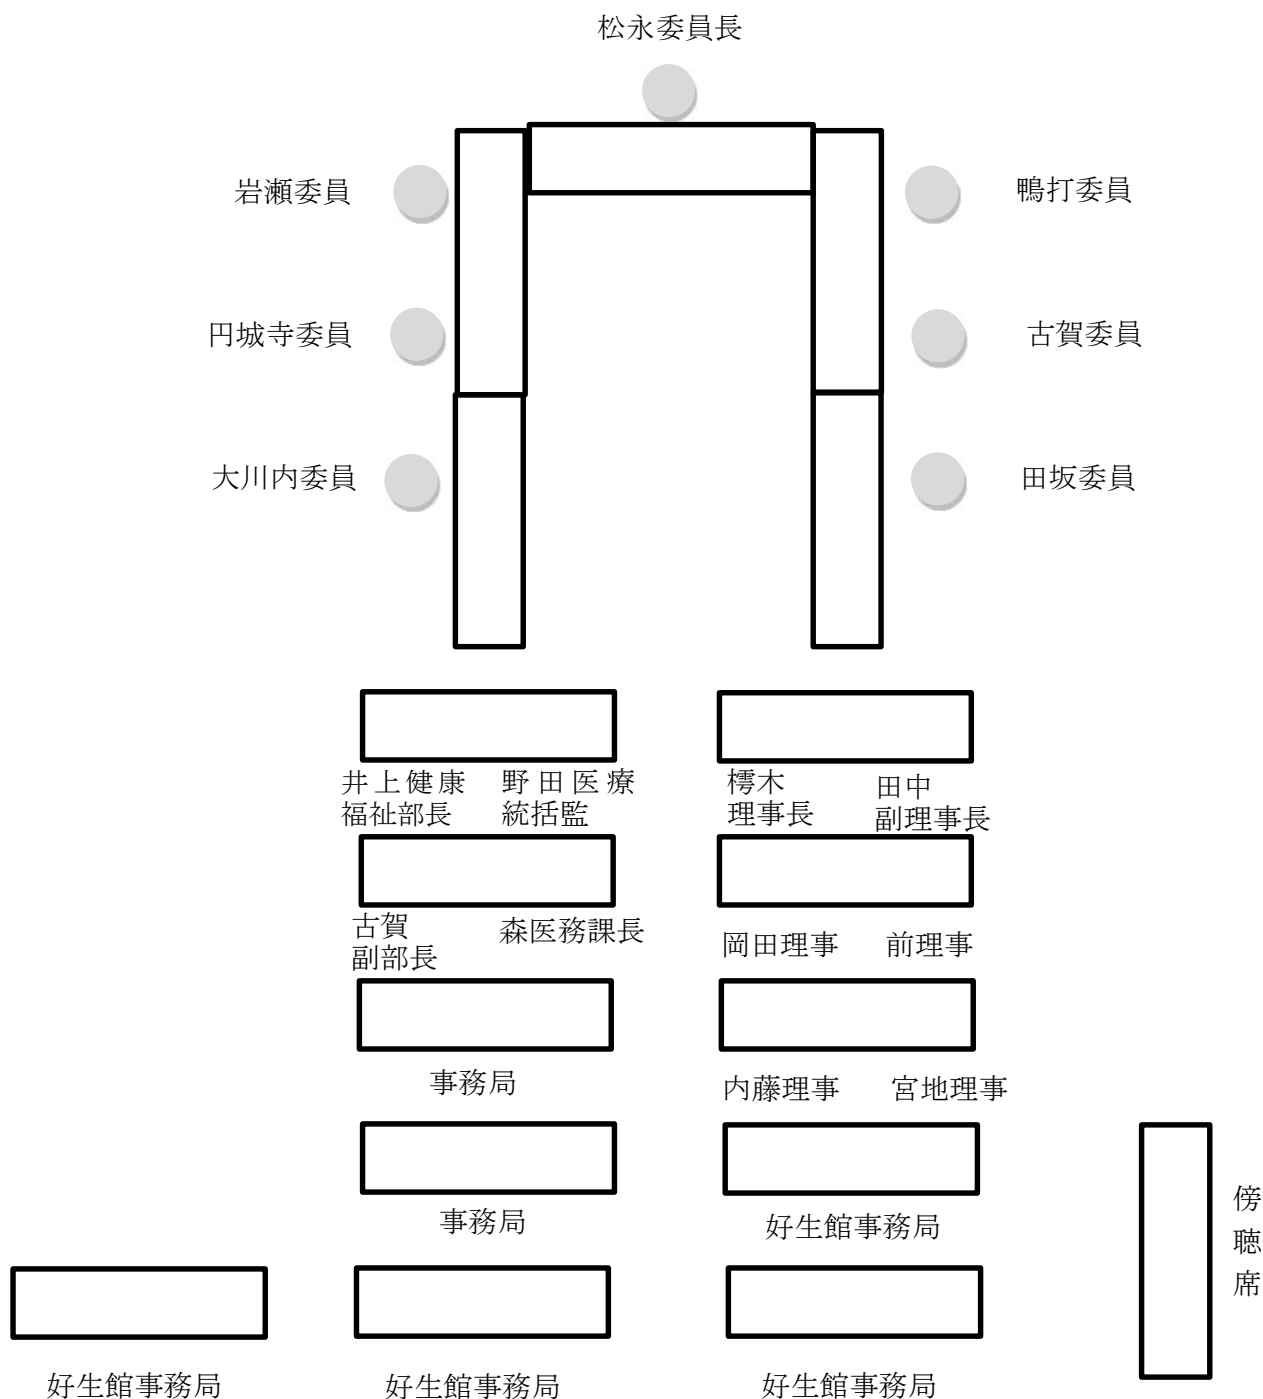 松永委員長
岩瀬委員
鴨打委員
円城寺委員
古賀委員
大川内委員
田坂委員
井上健康
福祉部長
野田医療
統括監
樗木
理事長
田中
副理事長
古賀
副部長
森医務課長
岡田理事
前理事
事務局
内藤理事
宮地理事
事務局
好生館事務局
傍聴席
好生館事務局
好生館事務局
好生館事務局